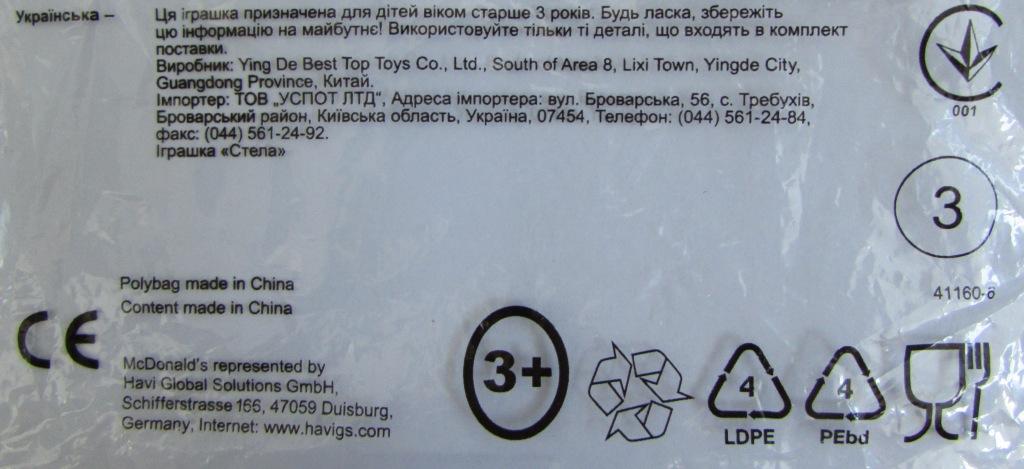 Українська – Ця іграшка призначена для дітей віком старше 3 років. Будь ласка, збережіть
цю інформацію на майбутнє! Використовуйте тільки ті деталі, що входять в комплект
поставки.
Виробник: Ying De Best Top Toys Co., Ltd., South of Area 8, Lixi Town, Yingde City,
Guangdong Province, Китай.
Імпортер: ТОВ „УСПОТ ЛТД", Адреса імпортера: вул. Броварська, 56, с. Требухів,
Броварський район, Київська область, Україна, 07454, Телефон: (044) 561-24-84,
факс: (044) 561-24-92.
Іграшка «Стела»
001
3
41160-8
Polybag made in China
Content made in China
CE
McDonald's represented by
Havi Global Solutions GmbH,
Schifferstrasse 166, 47059 Duisburg,
Germany, Internet: www.havigs.com
3+
4
LDPE
4
PEbd